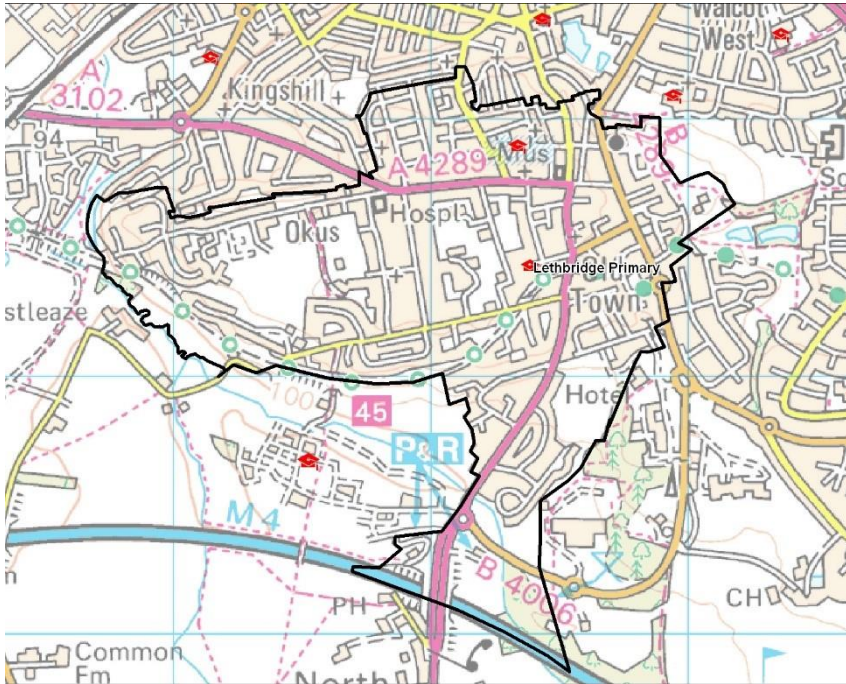 Walcot
West
A
3102
Kingshill
94
A 4289
Mus
B
Hospl
Okus
Lethbridge Primary
Town
stleaze
100
45
Hote
P&R
M 4
B 4006
PH
CH
Common
Fm
North